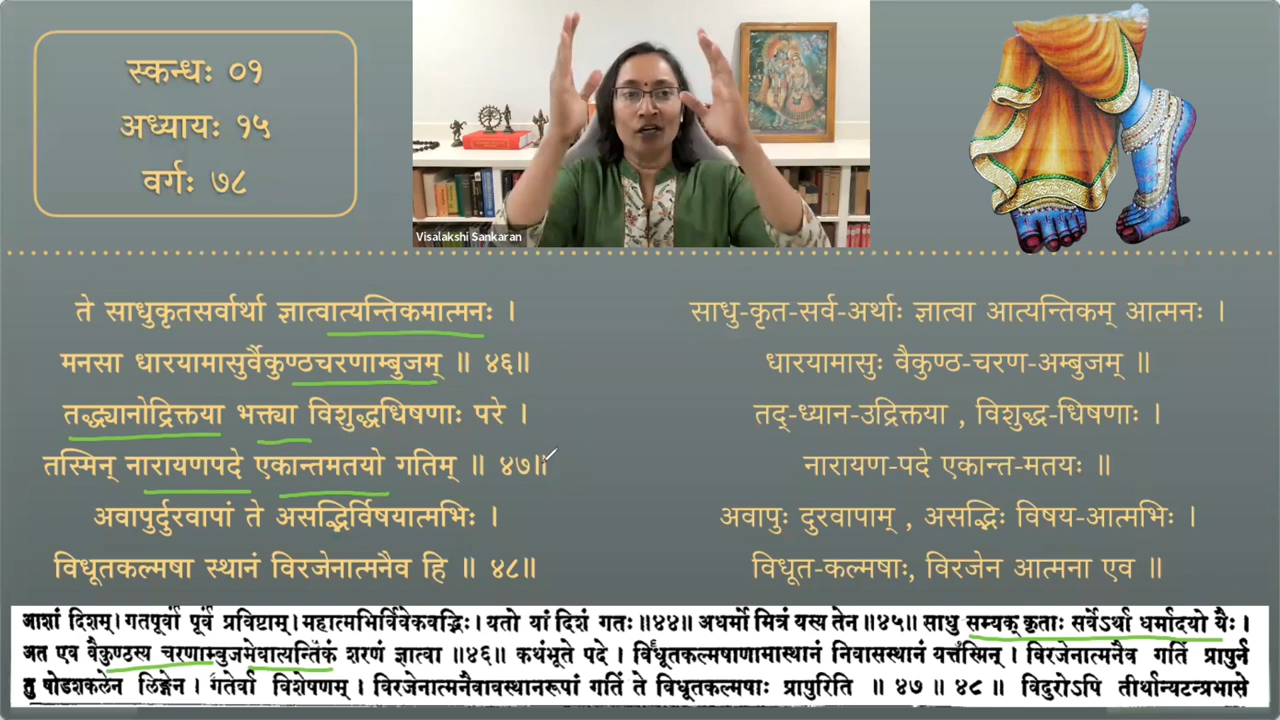 स्कन्धः ०१
अध्यायः १५
वर्गः ७८
Visalakshi Sankaran
ते साधुकृतसर्वार्था ज्ञात्वात्यन्तिकमात्मनः ।
मनसा धारयामासुर्वैकुण्ठचरणाम्बुजम् ॥ ४६॥
तद्ध्यानोद्रिक्तया भक्त्या विशुद्धधिषणाः परे ।
तस्मिन् नारायणपदे एकान्तमतयो गतिम् ॥ ४७॥
अवापुर्दुरवापां ते असद्भिर्विषयात्मभिः ।
विधूतकल्मषा स्थानं विरजेनात्मनैव हि ॥ ४८॥
साधु-कृत-सर्व-अर्थाः ज्ञात्वा आत्यन्तिकम् आत्मनः ।
धारयामासुः वैकुण्ठ-चरण-अम्बुजम् ॥
तद्-ध्यान-उद्रिक्तया , विशुद्ध-धिषणाः ।
नारायण-पदे एकान्त-मतयः ॥
अवापुः दुरवापाम् , असद्भिः विषय-आत्मभिः ।
विधूत-कल्मषाः, विरजेन आत्मना एव ॥
आशां दिशम्। गतपूर्वां पूर्वं प्रविष्टाम्। महात्मभिर्विवेकवद्भिः। यतो यां दिशं गतः॥४४॥ अधर्मो मित्रं यस्य तेन॥४५॥ साधु सम्यक् कृताः सर्वेऽर्था धर्मादयो यैः।
अत एव वैकुण्ठस्य चरणाम्बुजमेवात्यन्तिकं शरणं ज्ञात्वा ॥४६॥ कथंभूते पदे । विधूतकल्मषाणामास्थानं निवासस्थानं यत्तस्मिन् । विरजेनात्मनैव गतिं प्रापुर्न
तु षोडशकलेन लिङ्गेन। गतेर्वा विशेषणम्। विरजेनात्मनैवावस्थानरूपां गतिं ते विधूतकल्मषाः प्रापुरिति ॥ ४७ ॥ ४८ ॥ विदुरोऽपि तीर्थान्यटन्प्रभासे